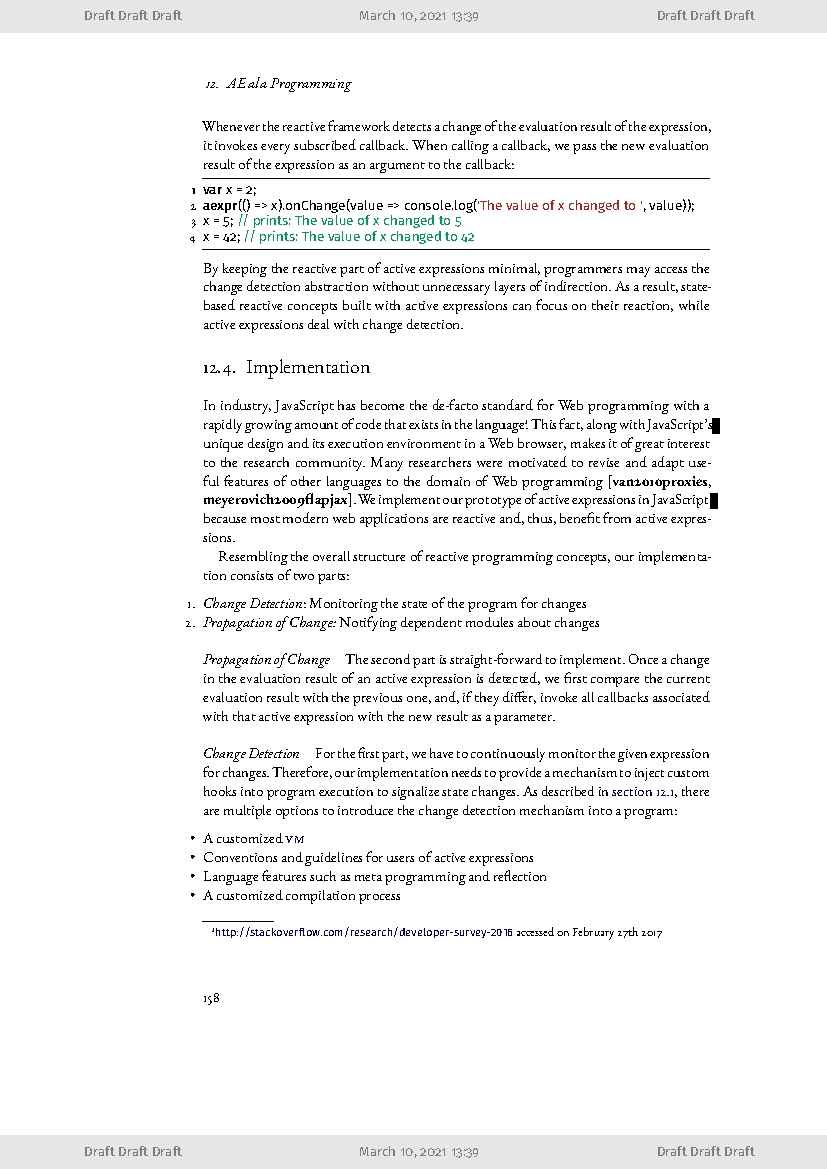 Draft Draft Draft March 10, 2021 13:39 Draft Draft Draft
12. AEala Programming
Whenever the reactive framework detects a change of the evaluation result of the expression,
it invokes every subscribed callback. When calling a callback, we pass the new evaluation
result of the expression as an argument to the callback:
1 var x = 2;
2 aexpr(() => x).onChange(value => console.log('The value of x changed to ', value));
3 x = 5; // prints: The value of x changed to 5
4 x = 42; // prints: The value of x changed to 42
By keeping the reactive part of active expressions minimal, programmers may access the
change detection abstraction without unnecessary layers of indirection. As a result, state-
based reactive concepts built with active expressions can focus on their reaction, while
active expressions deal with change detection.
12.4. Implementation
In industry, JavaScript has become the de-facto standard for Web programming with a
rapidly growing amount of code that exists in the language¹. This fact, along with JavaScript's
unique design and its execution environment in a Web browser, makes it of great interest
to the research community. Many researchers were motivated to revise and adapt use-
ful features of other languages to the domain of Web programming [van2010proxies,
meyerovich2009flapjax]. We implement our prototype of active expressions in JavaScript
because most modern web applications are reactive and, thus, benefit from active expres-
sions.
Resembling the overall structure of reactive programming concepts, our implementa-
tion consists of two parts:
1. Change Detection: Monitoring the state of the program for changes
2. Propagation of Change: Notifying dependent modules about changes
Propagation of Change The second part is straight-forward to implement. Once a change
in the evaluation result of an active expression is detected, we first compare the current
evaluation result with the previous one, and, if they differ, invoke all callbacks associated
with that active expression with the new result as a parameter.
Change Detection For the first part, we have to continuously monitor the given expression
for changes. Therefore, our implementation needs to provide a mechanism to inject custom
hooks into program execution to signalize state changes. As described in section 12.1, there
are multiple options to introduce the change detection mechanism into a program:
• A customized VM
• Conventions and guidelines for users of active expressions
• Language features such as meta programming and reflection
• A customized compilation process
¹http://stackoverflow.com/research/developer-survey-2016 accessed on February 27th 2017
158
Draft Draft Draft March 10, 2021 13:39 Draft Draft Draft